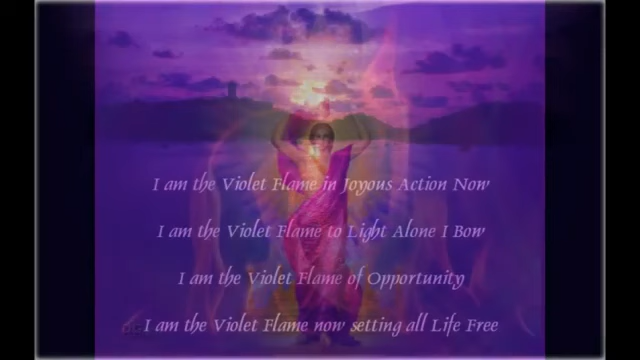 I am the Violet Flame in Joyous Action Now
I am the Violet Flame to Light Alone I Bow
I am the Violet Flame of Opportunity
I am the Violet Flame now setting all Life Free